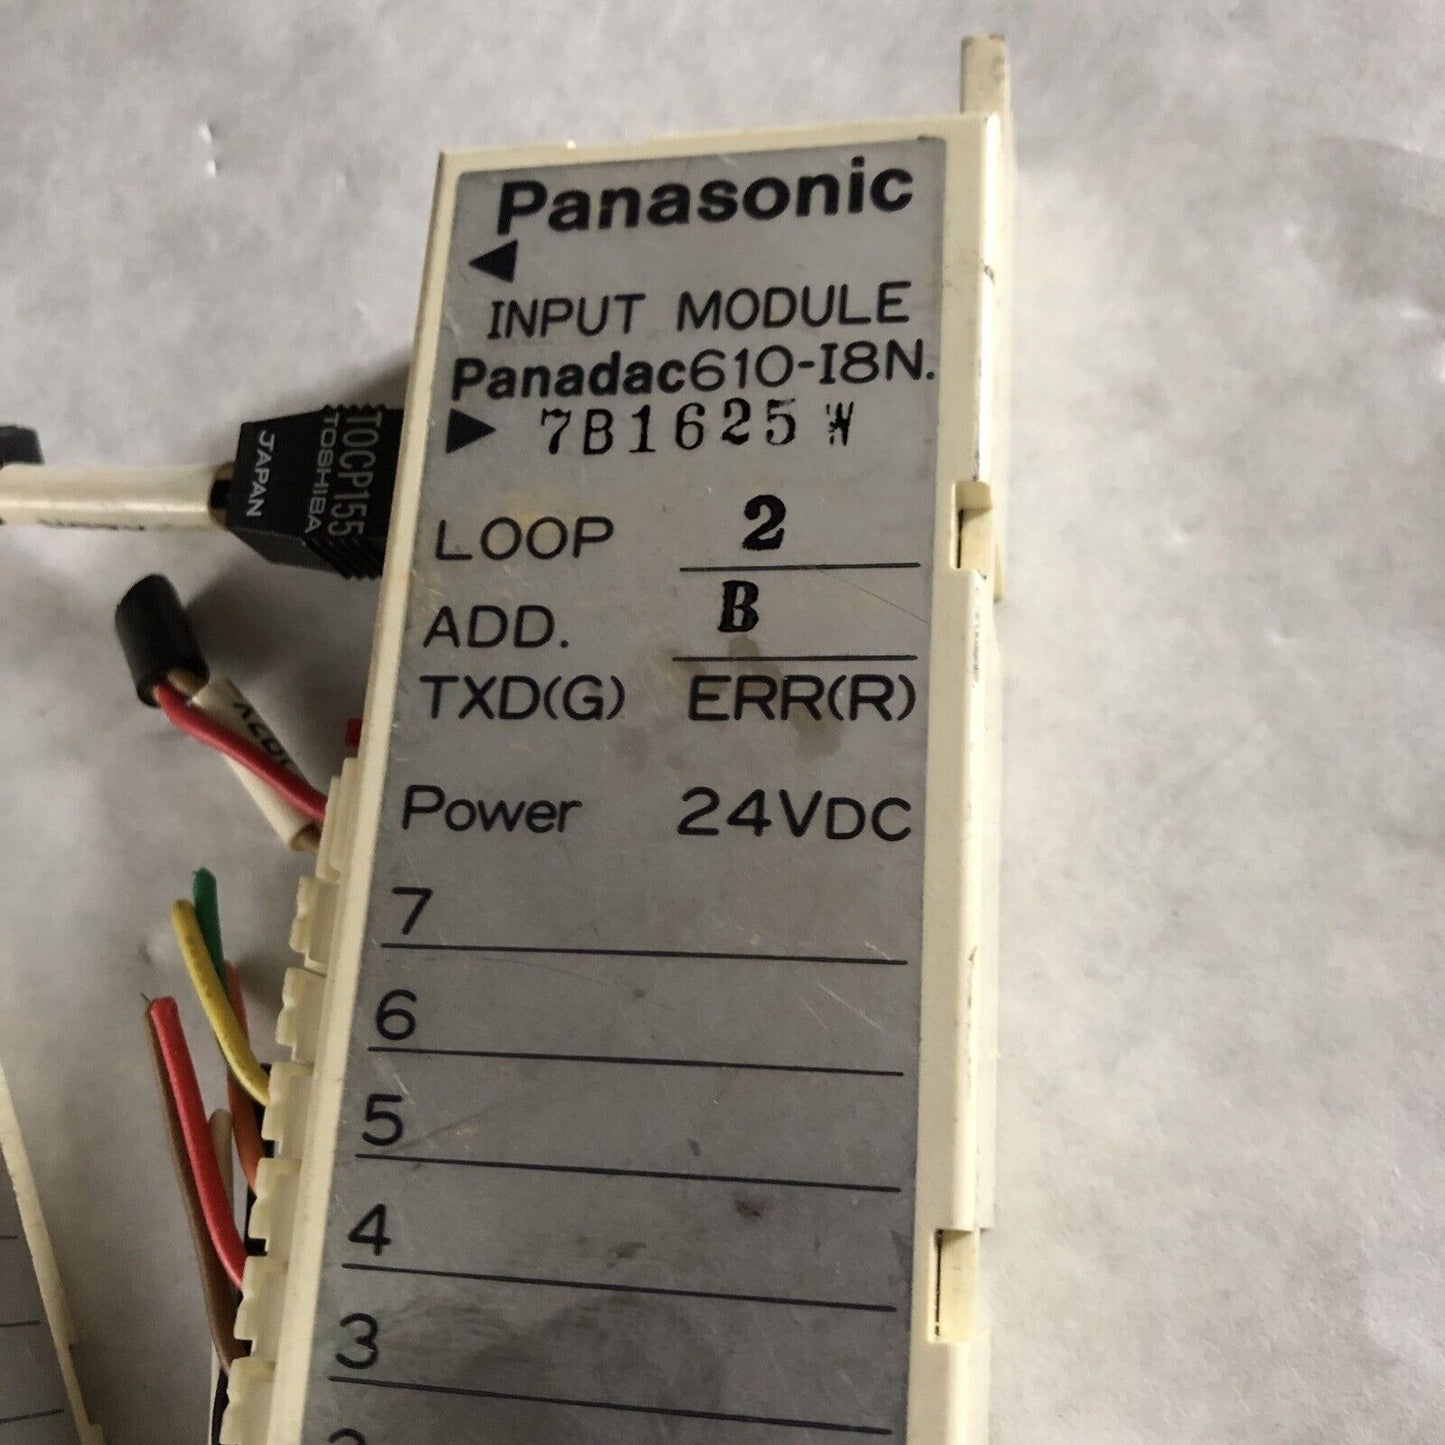 Panasonic
INPUT MODULE
Panadac610-I8N.
7B1625 W
TOCP155
TOSHIBA
JAPAN
LOOP 2
ADD. B
TXD(G) ERR(R)
Power 24VDC
7
6
5
4
3